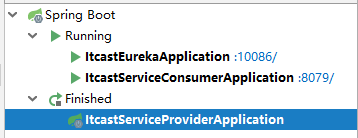 Spring Boot
Running
ItcastEurekaApplication :10086/
ItcastServiceConsumerApplication :8079/
Finished
ItcastServiceProviderApplication